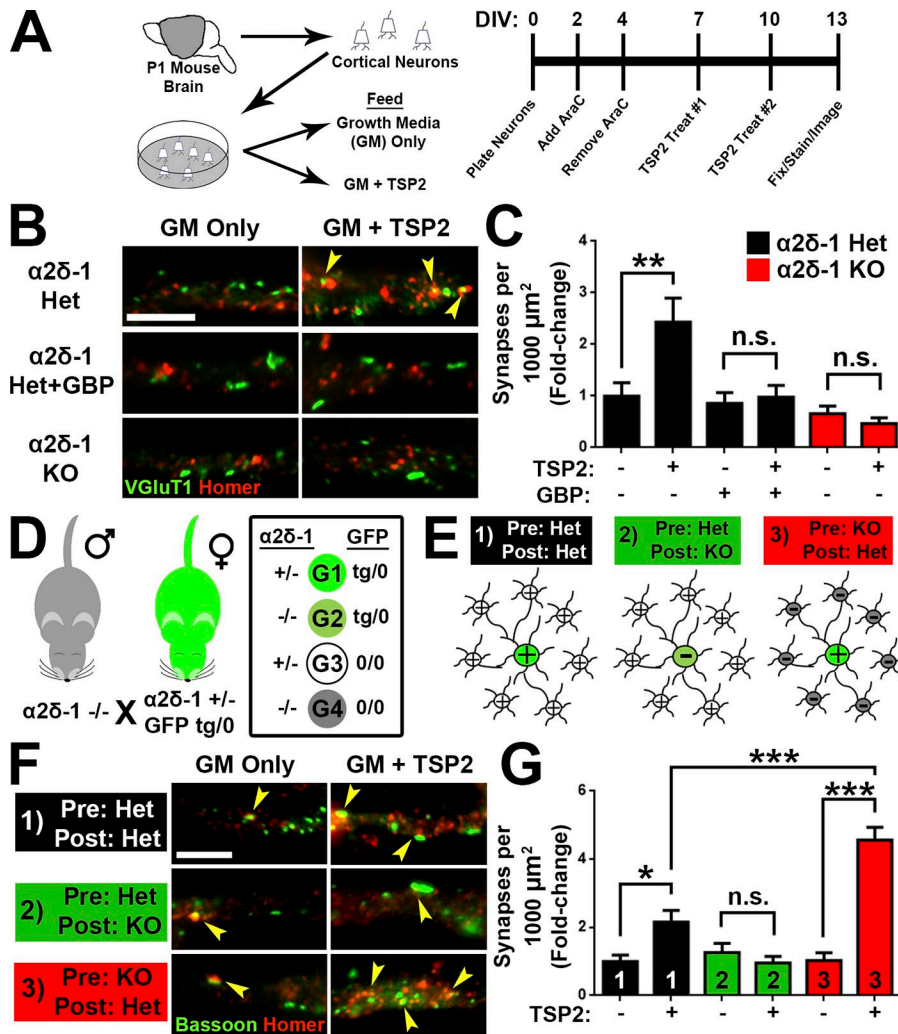 A
P1 Mouse
Brain
Cortical Neurons
Feed
Growth Media
(GM) Only
GM + TSP2
DIV: 0 2 4 7 10 13
Plate Neurons
Add AraC
Remove AraC
TSP2 Treat #1
TSP2 Treat #2
Fix/Stain/Image
B
GM Only
GM + TSP2
α2δ-1
Het
α2δ-1
Het+GBP
α2δ-1
KO
VGluT1 Homer
C
α2δ-1 Het
α2δ-1 KO
Synapses per
1000 µm²
(Fold-change)
4
3
2
1
0
**
n.s.
n.s.
TSP2: - + - + - +
GBP: - - + + - -
D
♂
♀
α2δ-1 -/- X α2δ-1 +/-
GFP tg/0
α2δ-1 GFP
+/- G1 tg/0
-/- G2 tg/0
+/- G3 0/0
-/- G4 0/0
E
1) Pre: Het
Post: Het
2) Pre: Het
Post: KO
3) Pre: KO
Post: Het
F
GM Only
GM + TSP2
1) Pre: Het
Post: Het
2) Pre: Het
Post: KO
3) Pre: KO
Post: Het
Bassoon Homer
G
Synapses per
1000 µm²
(Fold-change)
6
4
2
0
*
n.s.
***
***
1 1 2 2 3 3
TSP2: - + - + - +